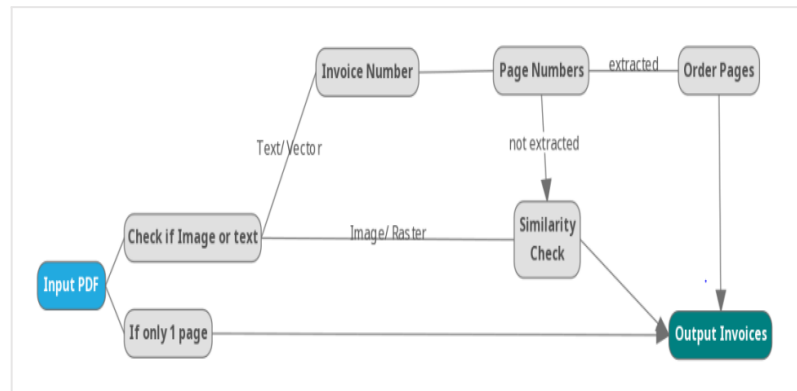 Invoice Number
Page Numbers
extracted
Order Pages
Text/ Vector
not extracted
Check if Image or text
Image/ Raster
Similarity
Check
Input PDF
If only 1 page
Output Invoices